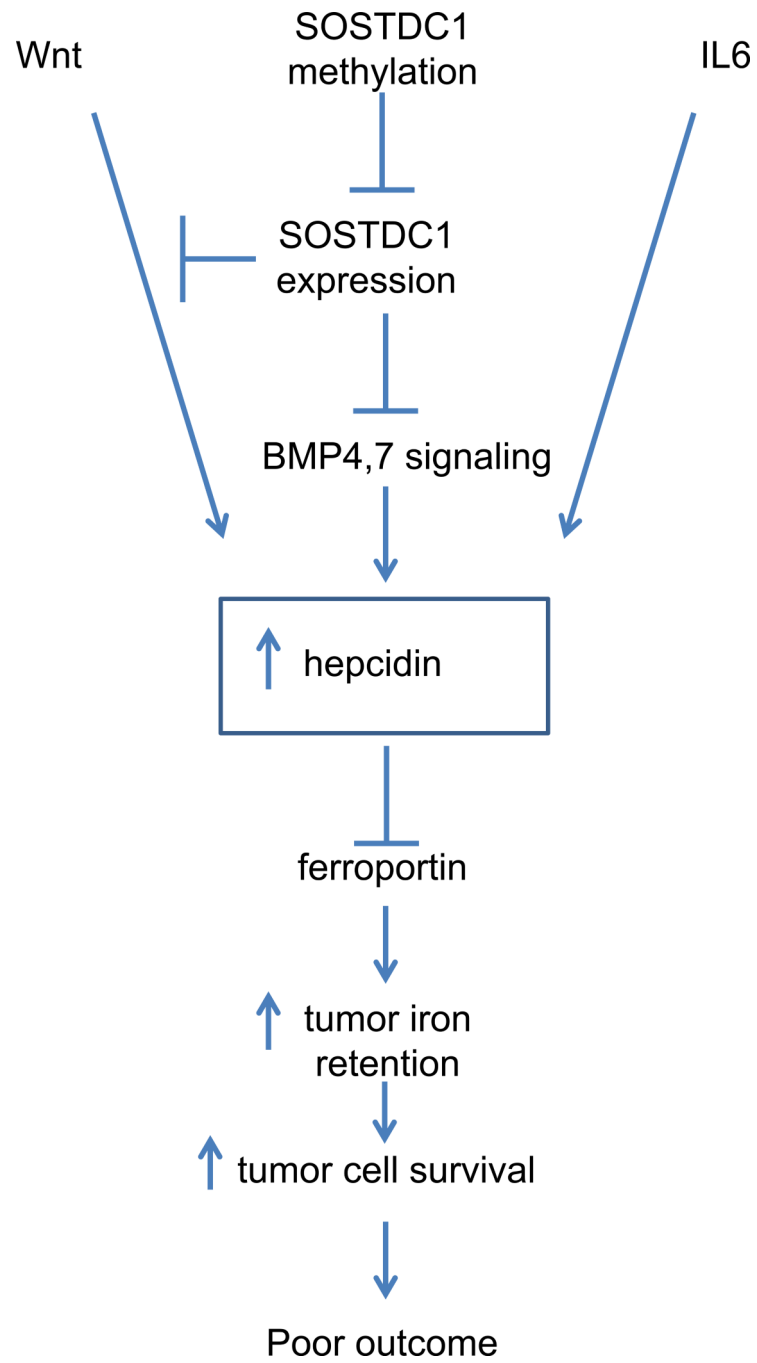 Wnt
SOSTDC1
methylation
IL6
SOSTDC1
expression
BMP4,7 signaling
hepcidin
ferroportin
tumor iron
retention
tumor cell survival
Poor outcome